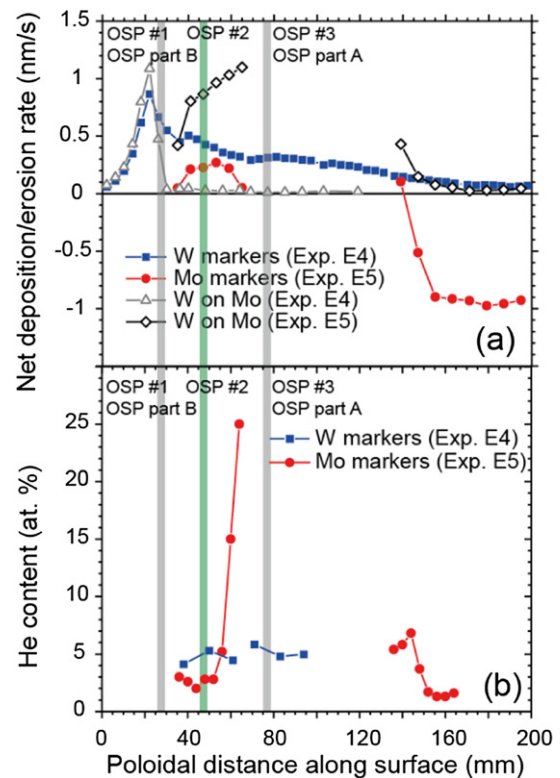 (a)
OSP #1 OSP #2 OSP #3
OSP part B OSP part A
Net deposition/erosion rate (nm/s)
1.5
1
0.5
0
-0.5
-1
W markers (Exp. E4)
Mo markers (Exp. E5)
W on Mo (Exp. E4)
W on Mo (Exp. E5)
(a)
OSP #1 OSP #2 OSP #3
OSP part B OSP part A
W markers (Exp. E4)
Mo markers (Exp. E5)
He content (at. %)
25
20
15
10
5
0
(b)
0 40 80 120 160 200
Poloidal distance along surface (mm)